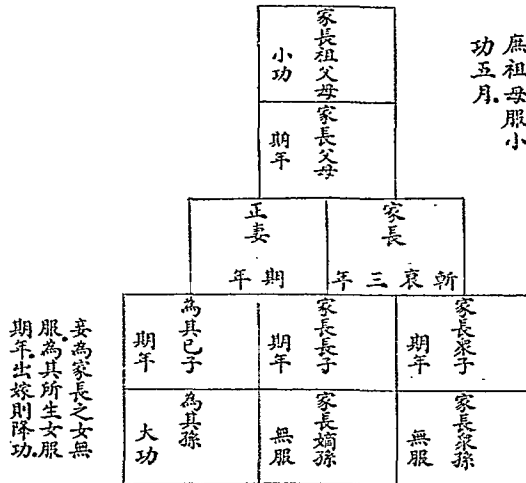 庶祖母服小
功五月
家長祖父母
小功
家長父母
期年
家長
斬衰三年
正妻
期年
家長衆子
期年
家長長子
期年
為其己子
期年
家長衆孫
無服
家長嫡孫
無服
為其孫
大功
妾為家長之女無
服為其所生女服
期年出嫁則降功